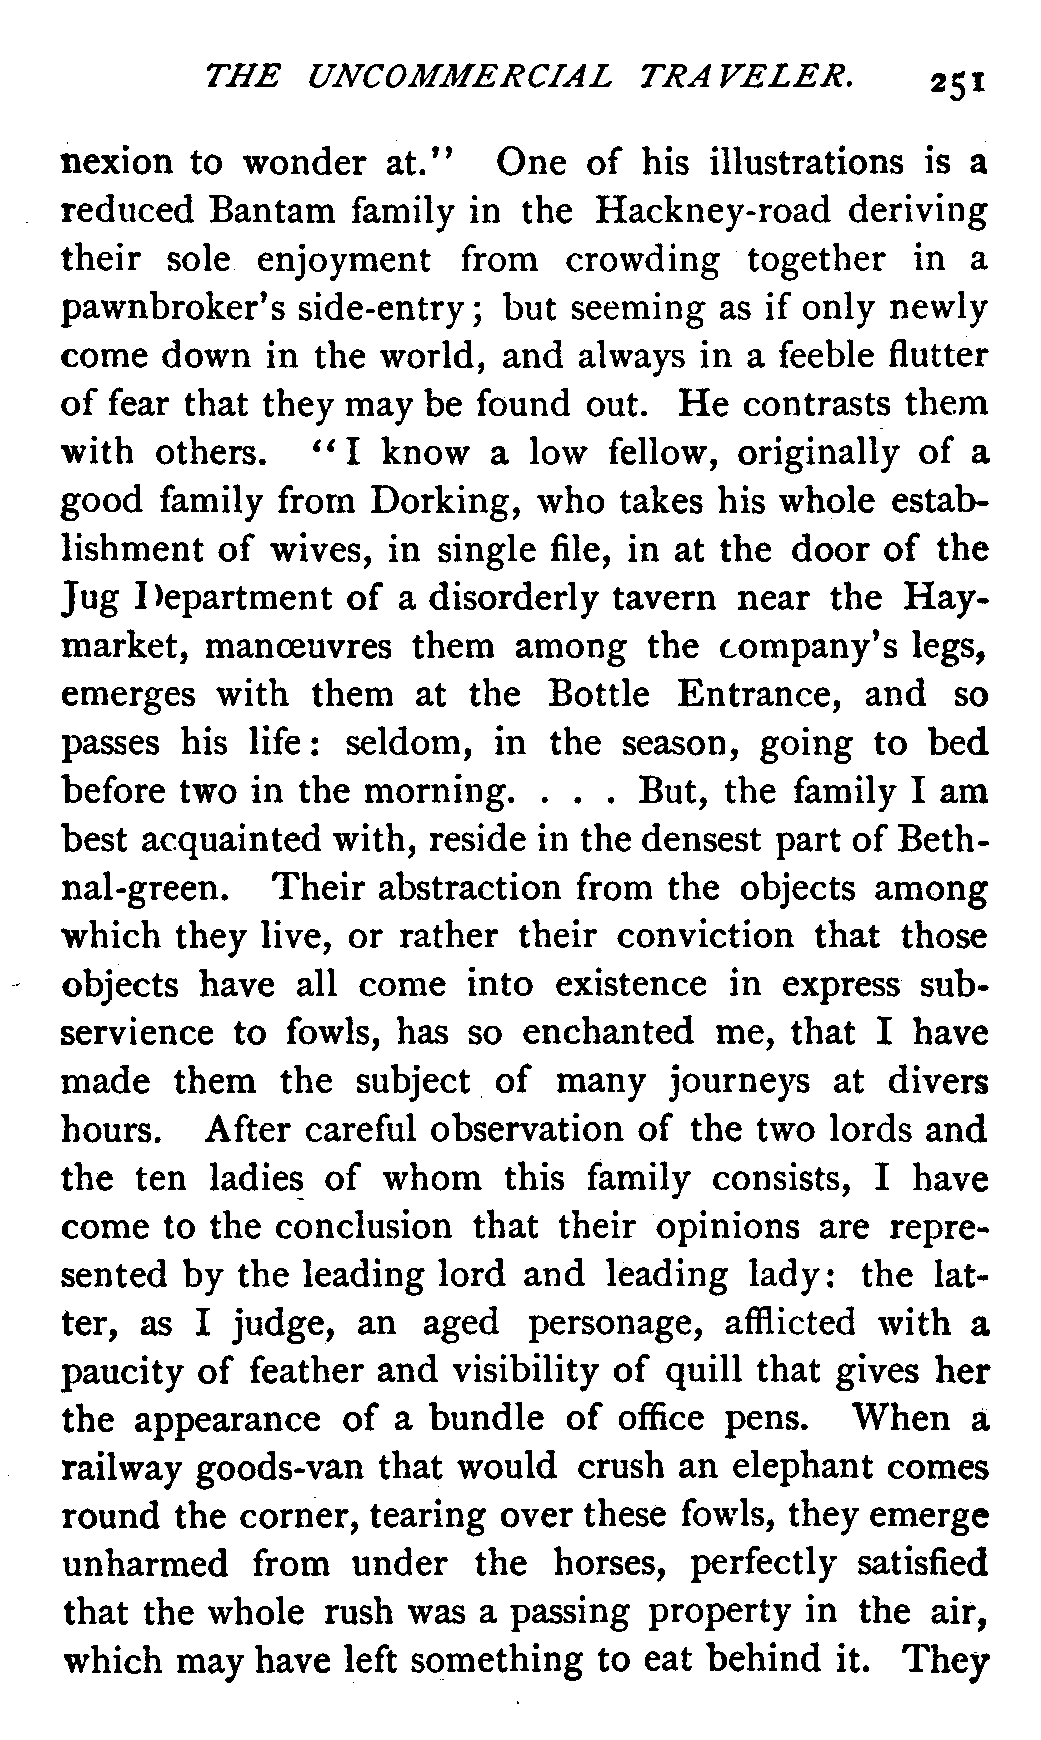 THE UNCOMMERCIAL TRAVELER. 251
nexion to wonder at." One of his illustrations is a
reduced Bantam family in the Hackney-road deriving
their sole enjoyment from crowding together in a
pawnbroker's side-entry; but seeming as if only newly
come down in the world, and always in a feeble flutter
of fear that they may be found out. He contrasts them
with others. "I know a low fellow, originally of a
good family from Dorking, who takes his whole estab-
lishment of wives, in single file, in at the door of the
Jug Department of a disorderly tavern near the Hay-
market, manœuvres them among the company's legs,
emerges with them at the Bottle Entrance, and so
passes his life: seldom, in the season, going to bed
before two in the morning. . . . But, the family I am
best acquainted with, reside in the densest part of Beth-
nal-green. Their abstraction from the objects among
which they live, or rather their conviction that those
objects have all come into existence in express sub-
servience to fowls, has so enchanted me, that I have
made them the subject of many journeys at divers
hours. After careful observation of the two lords and
the ten ladies of whom this family consists, I have
come to the conclusion that their opinions are repre-
sented by the leading lord and leading lady: the lat-
ter, as I judge, an aged personage, afflicted with a
paucity of feather and visibility of quill that gives her
the appearance of a bundle of office pens. When a
railway goods-van that would crush an elephant comes
round the corner, tearing over these fowls, they emerge
unharmed from under the horses, perfectly satisfied
that the whole rush was a passing property in the air,
which may have left something to eat behind it. They